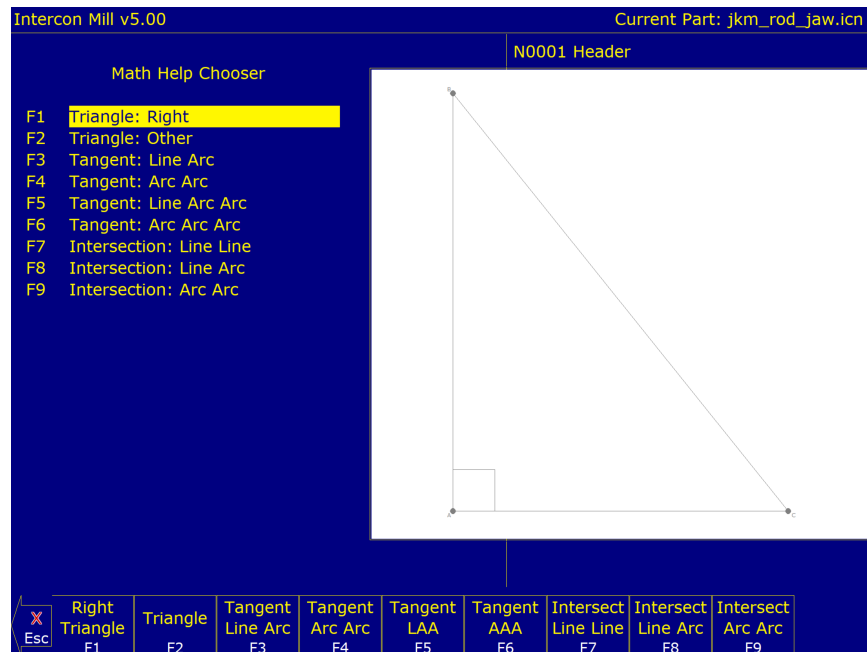 Intercon Mill v5.00
Current Part: jkm_rod_jaw.icn
N0001 Header
Math Help Chooser
F1 Triangle: Right
F2 Triangle: Other
F3 Tangent: Line Arc
F4 Tangent: Arc Arc
F5 Tangent: Line Arc Arc
F6 Tangent: Arc Arc Arc
F7 Intersection: Line Line
F8 Intersection: Line Arc
F9 Intersection: Arc Arc
B
A
C
X
Esc
Right
Triangle
F1
Triangle
F2
Tangent
Line Arc
F3
Tangent
Arc Arc
F4
Tangent
LAA
F5
Tangent
AAA
F6
Intersect
Line Line
F7
Intersect
Line Arc
F8
Intersect
Arc Arc
F9